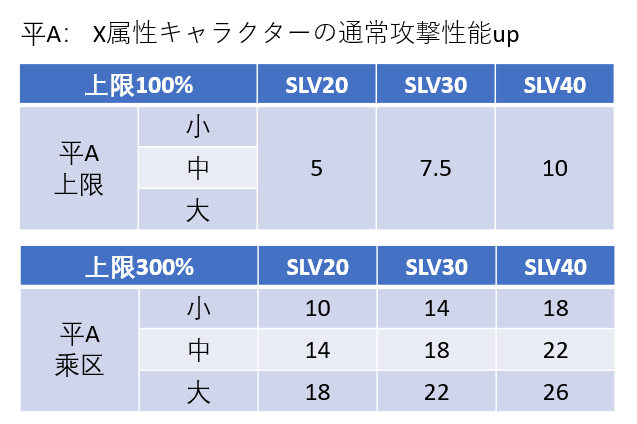 平A： X属性キャラクターの通常攻撃性能up
上限100% SLV20 SLV30 SLV40
平A
上限
小
中
大
5 7.5 10
上限300% SLV20 SLV30 SLV40
平A
乘区
小 10 14 18
中 14 18 22
大 18 22 26